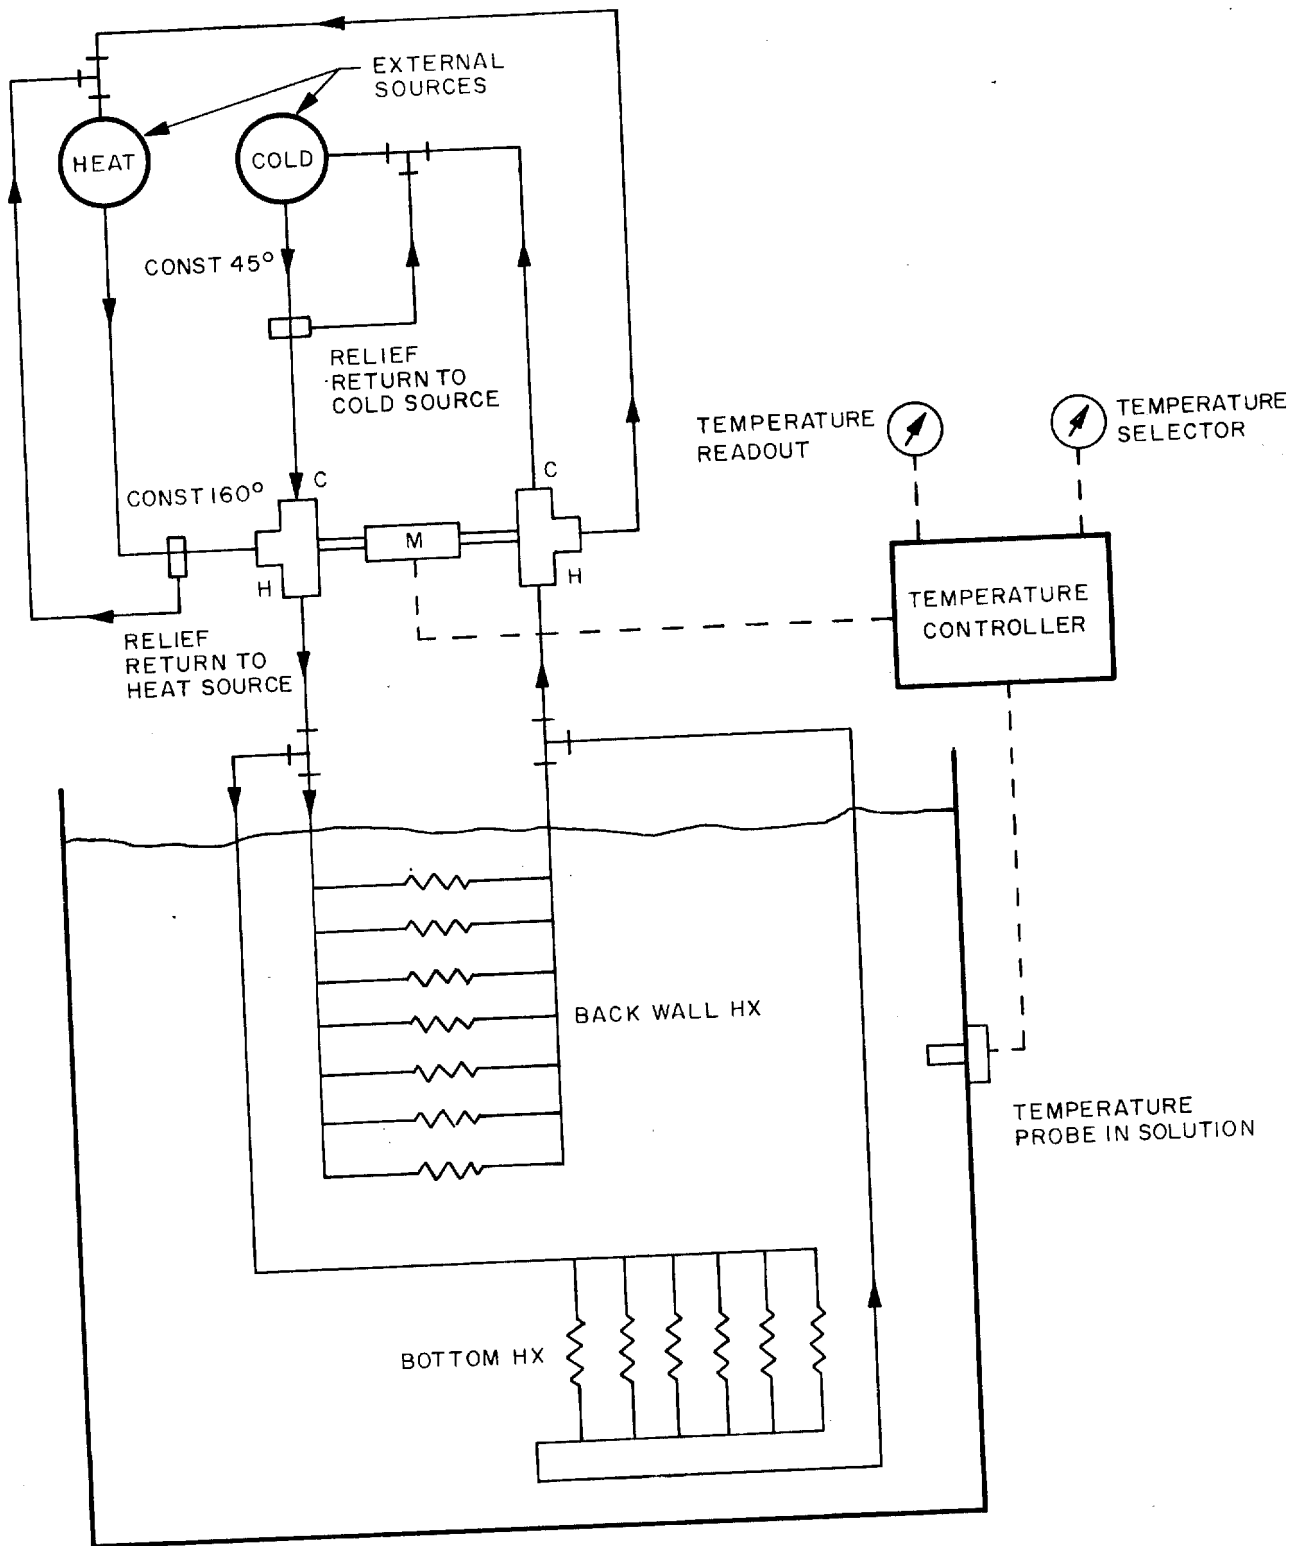 EXTERNAL
SOURCES
HEAT
COLD
CONST 45°
RELIEF
RETURN TO
COLD SOURCE
TEMPERATURE
READOUT
TEMPERATURE
SELECTOR
CONST 160°
C
C
M
H
H
TEMPERATURE
CONTROLLER
RELIEF
RETURN TO
HEAT SOURCE
BACK WALL HX
TEMPERATURE
PROBE IN SOLUTION
BOTTOM HX